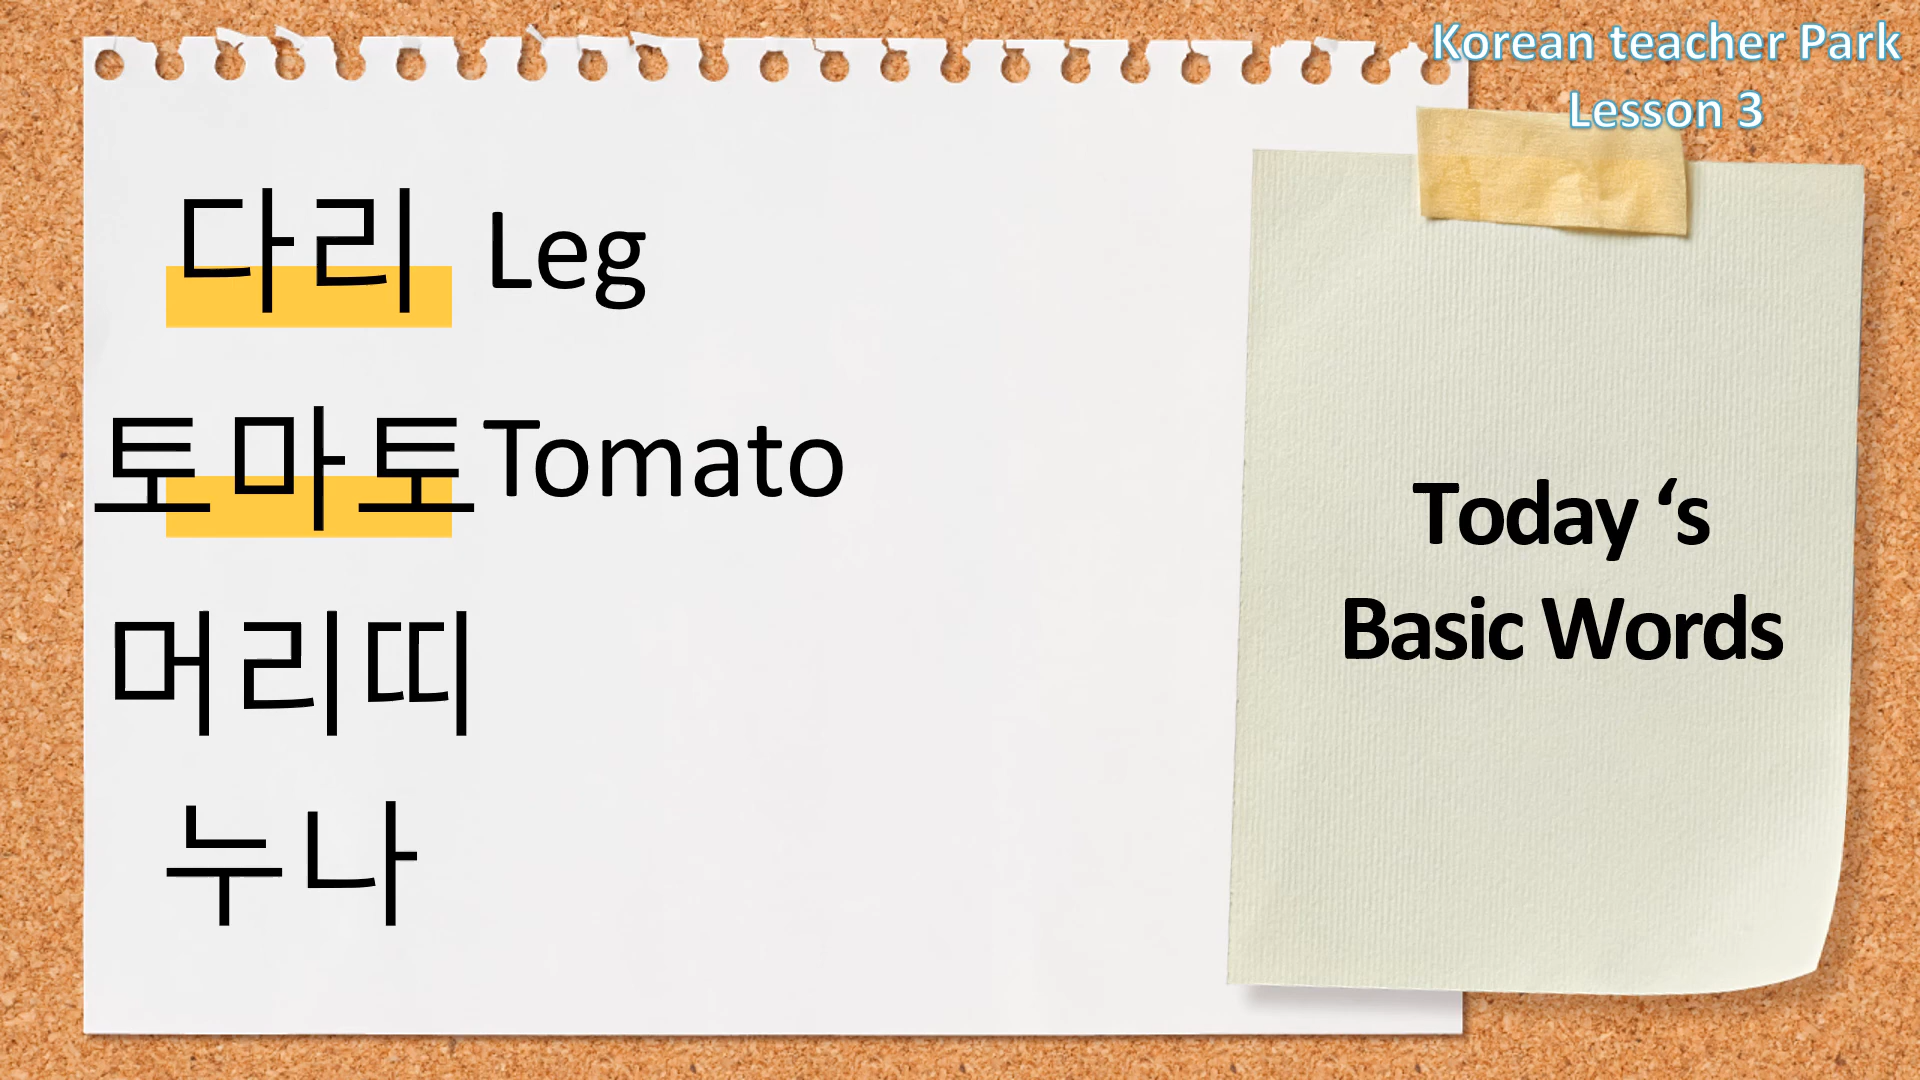 Korean teacher Park
Lesson 3
다리 Leg
토마토 Tomato
머리띠
누나
Today ‘s
Basic Words